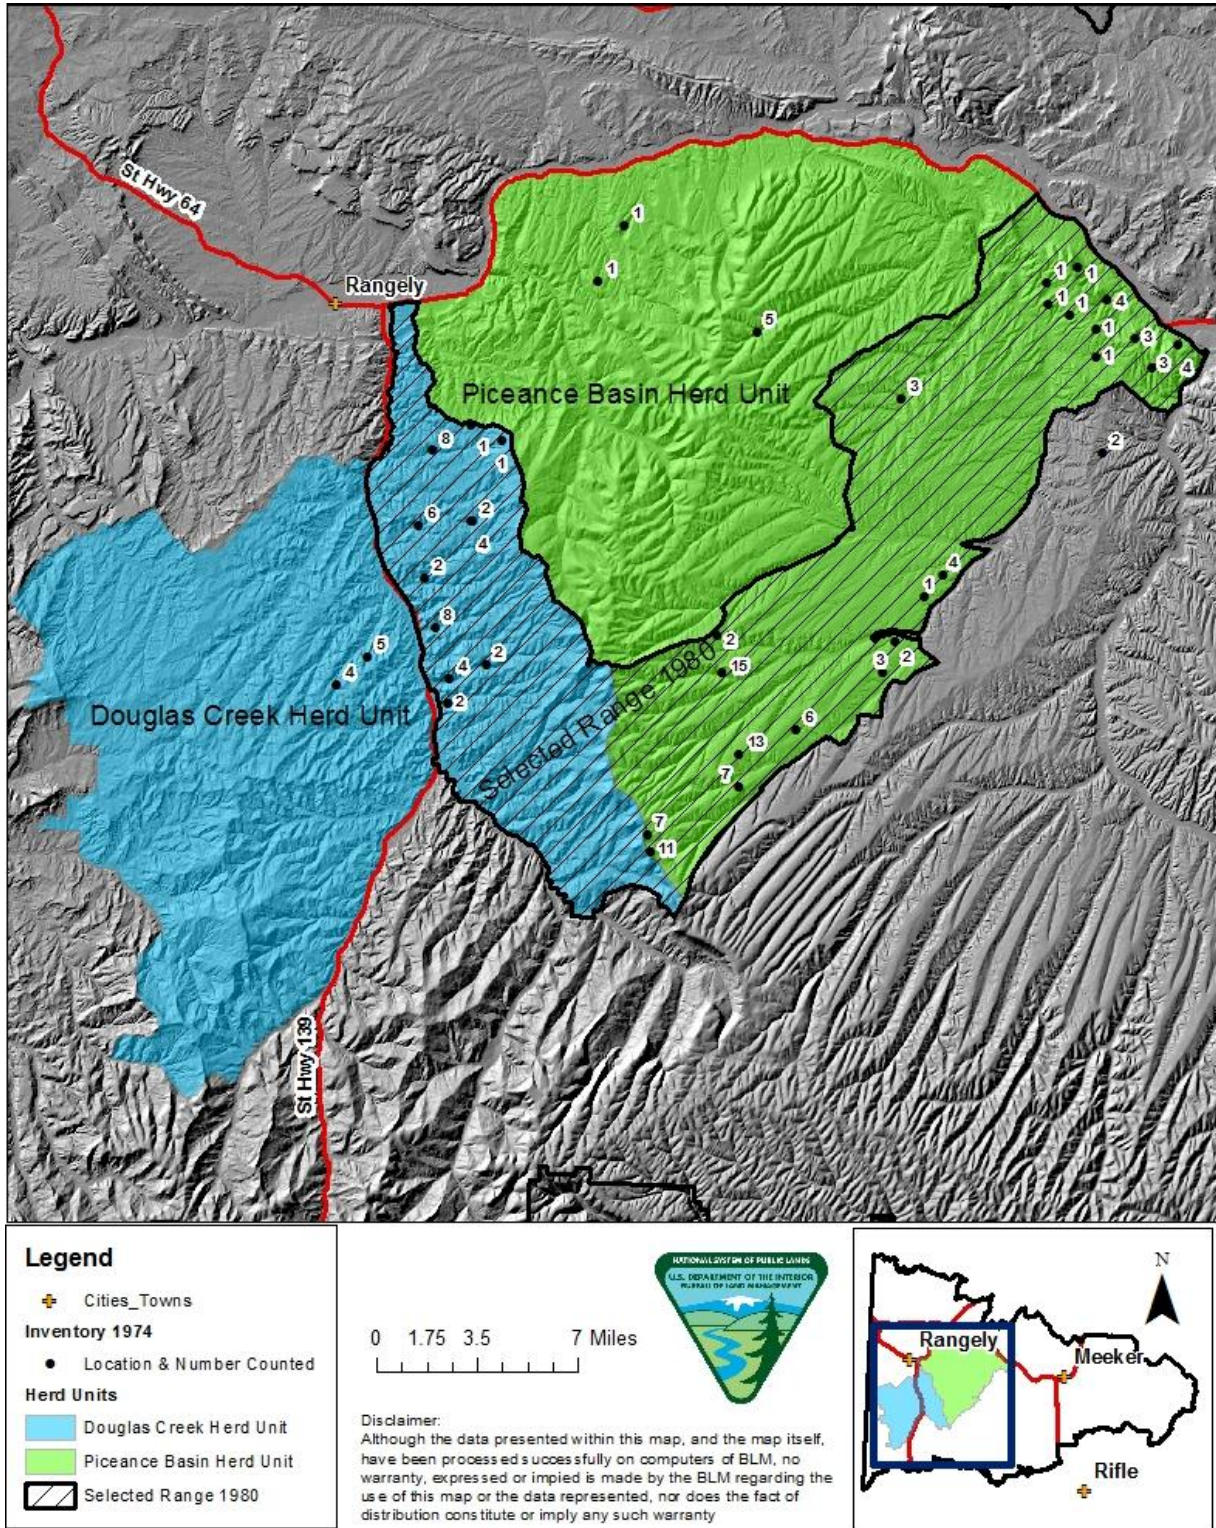 St Hwy 64
Rangely
1
1
5
1
1
1
1
4
1
3
1
3
4
3
Piceance Basin Herd Unit
2
8
1
1
6
2
4
2
4
1
8
5
4
2
4
2
2
15
3
2
Douglas Creek Herd Unit
Selected Range 1980
6
13
7
7
11
St Hwy 139
Legend
Cities_Towns
Inventory 1974
Location & Number Counted
Herd Units
Douglas Creek Herd Unit
Piceance Basin Herd Unit
Selected Range 1980
0 1.75 3.5 7 Miles
NATIONAL SYSTEM OF PUBLIC LANDS
U.S. DEPARTMENT OF THE INTERIOR
BUREAU OF LAND MANAGEMENT
Disclaimer:
Although the data presented within this map, and the map itself,
have been processed successfully on computers of BLM, no
warranty, expressed or impied is made by the BLM regarding the
use of this map or the data represented, nor does the fact of
distribution constitute or imply any such warranty
N
Rangely
Meeker
Rifle